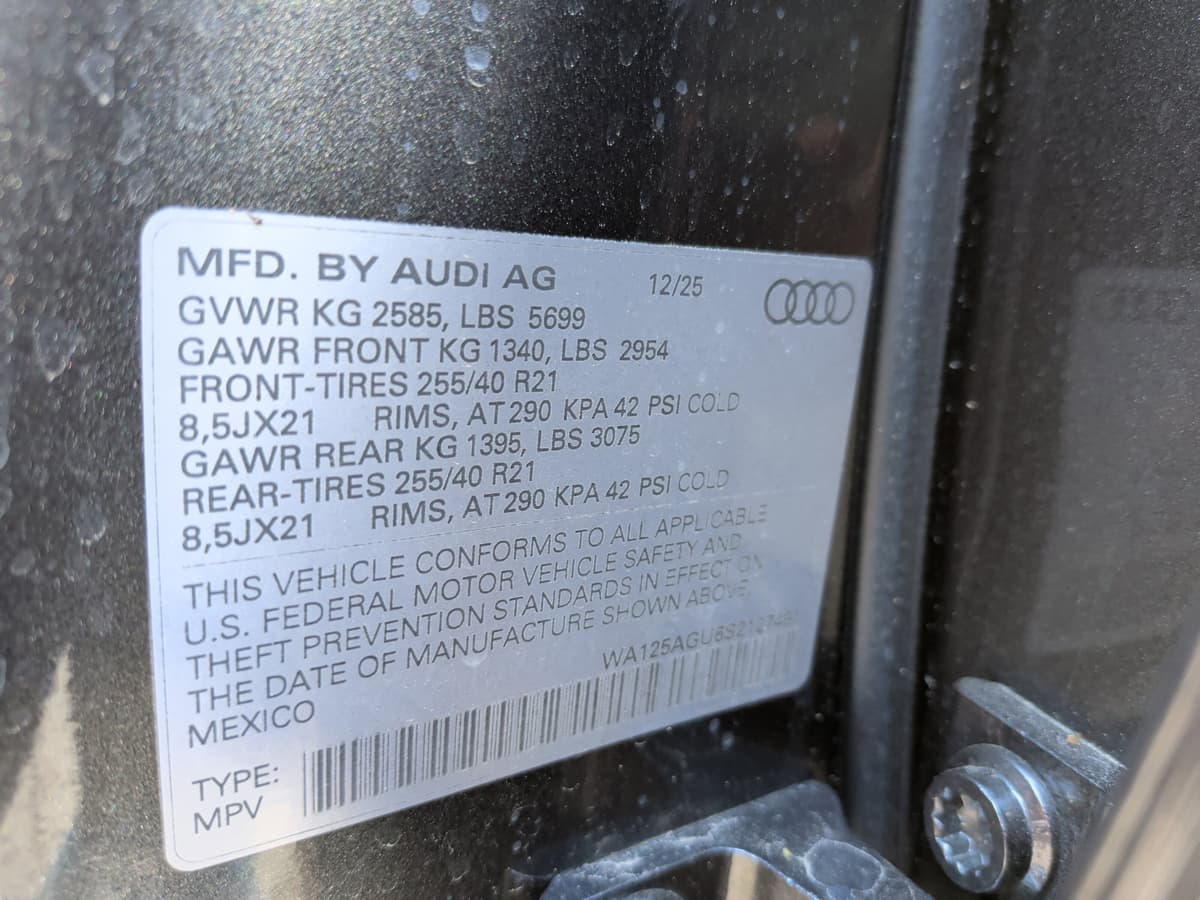 MFD. BY AUDI AG 12/25
GVWR KG 2585, LBS 5699
GAWR FRONT KG 1340, LBS 2954
FRONT-TIRES 255/40 R21
8,5JX21 RIMS, AT 290 KPA 42 PSI COLD
GAWR REAR KG 1395, LBS 3075
REAR-TIRES 255/40 R21
8,5JX21 RIMS, AT 290 KPA 42 PSI COLD
THIS VEHICLE CONFORMS TO ALL APPLICABLE
U.S. FEDERAL MOTOR VEHICLE SAFETY AND
THEFT PREVENTION STANDARDS IN EFFECT ON
THE DATE OF MANUFACTURE SHOWN ABOVE.
MEXICO
TYPE:
MPV